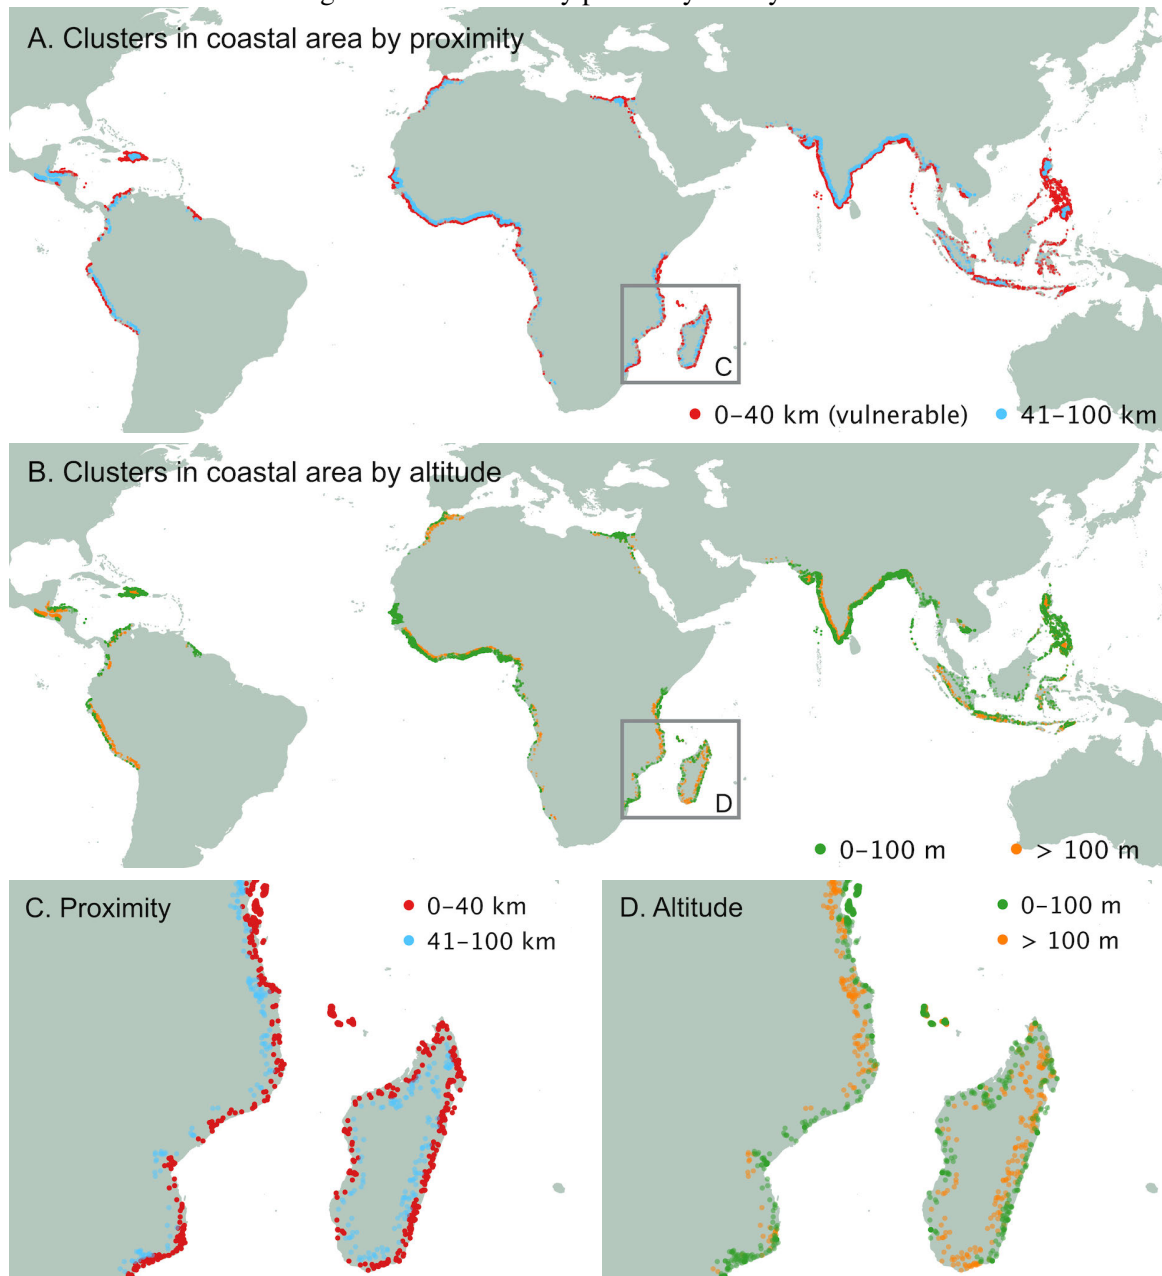 A. Clusters in coastal area by proximity
C
0–40 km (vulnerable) 41–100 km
B. Clusters in coastal area by altitude
D
0–100 m > 100 m
C. Proximity
0–40 km
41–100 km
D. Altitude
0–100 m
> 100 m